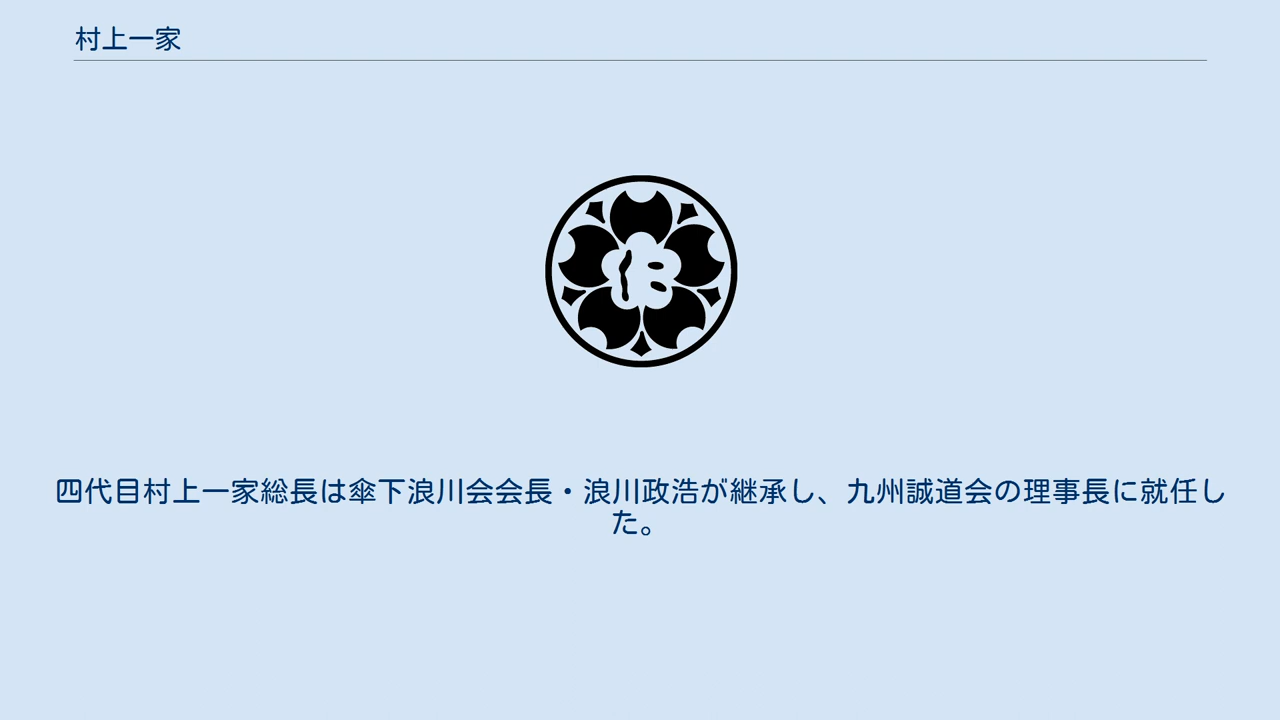 村上一家
四代目村上一家総長は傘下浪川会会長・浪川政浩が継承し、九州誠道会の理事長に就任し
た。